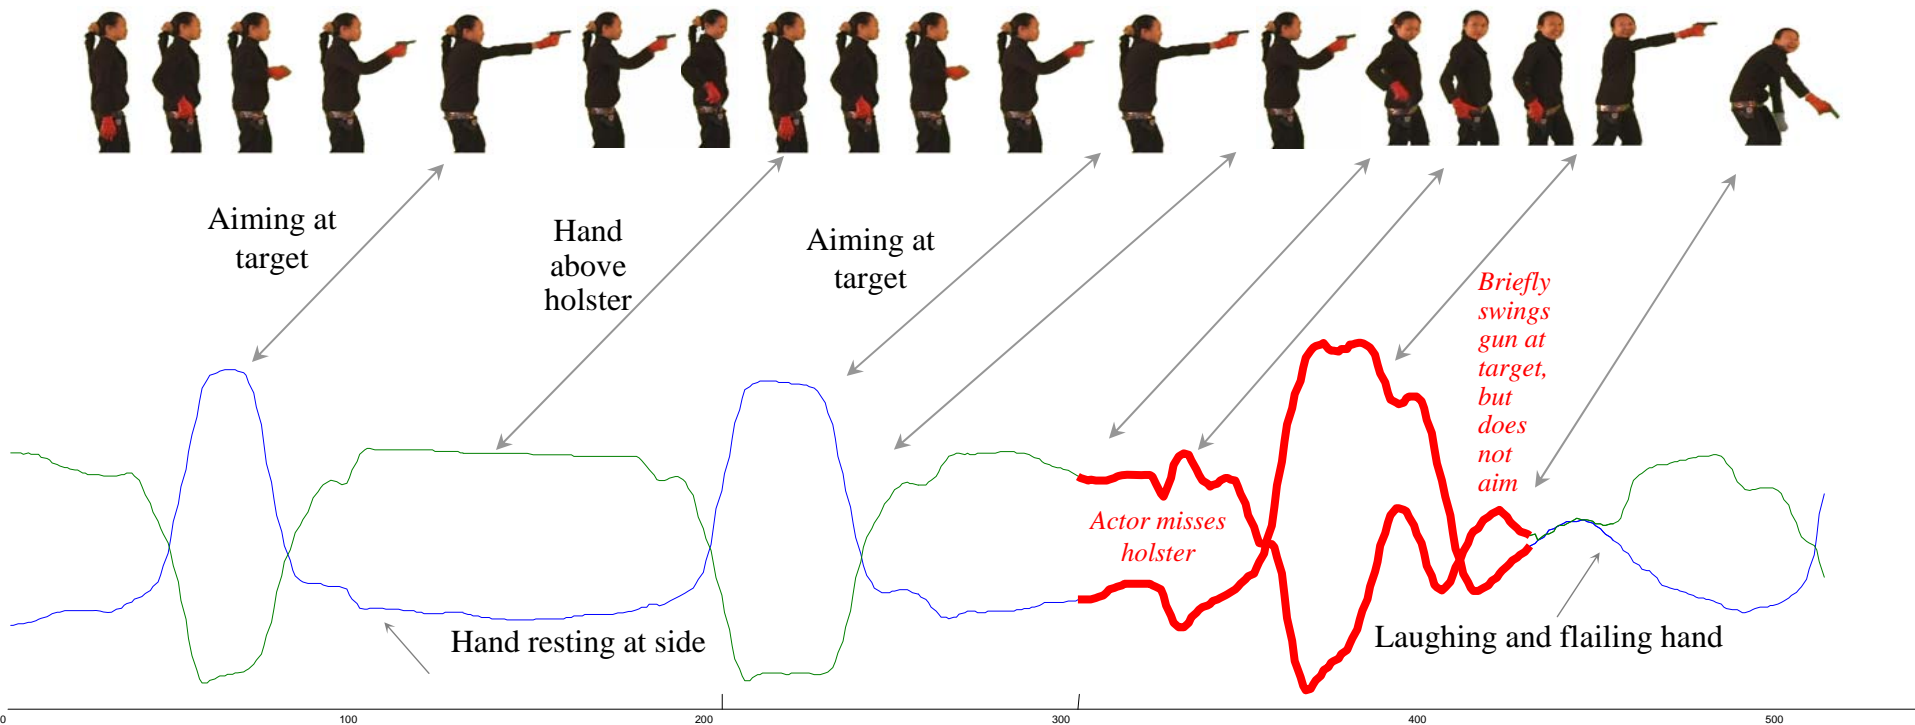 Aiming at
target
Hand
above
holster
Aiming at
target
Briefly
swings
gun at
target,
but
does
not
aim
Actor misses
holster
Hand resting at side
Laughing and flailing hand
0
100
200
300
400
500